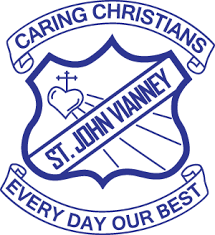 CARING CHRISTIANS
ST. JOHN VIANNEY
EVERY DAY OUR BEST